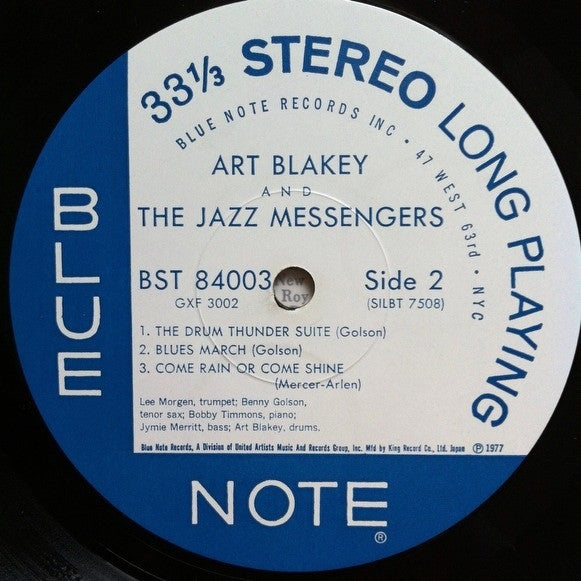 33 1/3 STEREO LONG PLAYING
BLUE NOTE RECORDS INC • 47 WEST 63rd • NYC
ART BLAKEY
AND
THE JAZZ MESSENGERS
BST 84003 Side 2
GXF 3002 (SILBT 7508)
New
Roy
1. THE DRUM THUNDER SUITE (Golson)
2. BLUES MARCH (Golson)
3. COME RAIN OR COME SHINE
(Mercer-Arlen)
Lee Morgen, trumpet; Benny Golson,
tenor sax; Bobby Timmons, piano;
Jymie Merritt, bass; Art Blakey, drums.
Blue Note Records, A Division of United Artists Music And Records Group, Inc. Mfd by King Record Co., Ltd. Japan ℗1977
BLUE
NOTE®